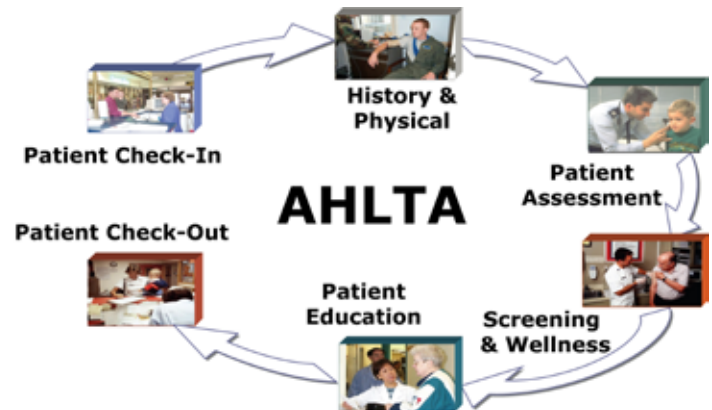 History &
Physical
Patient Check-In
Patient
Assessment
AHLTA
Patient Check-Out
Patient
Education
Screening
& Wellness